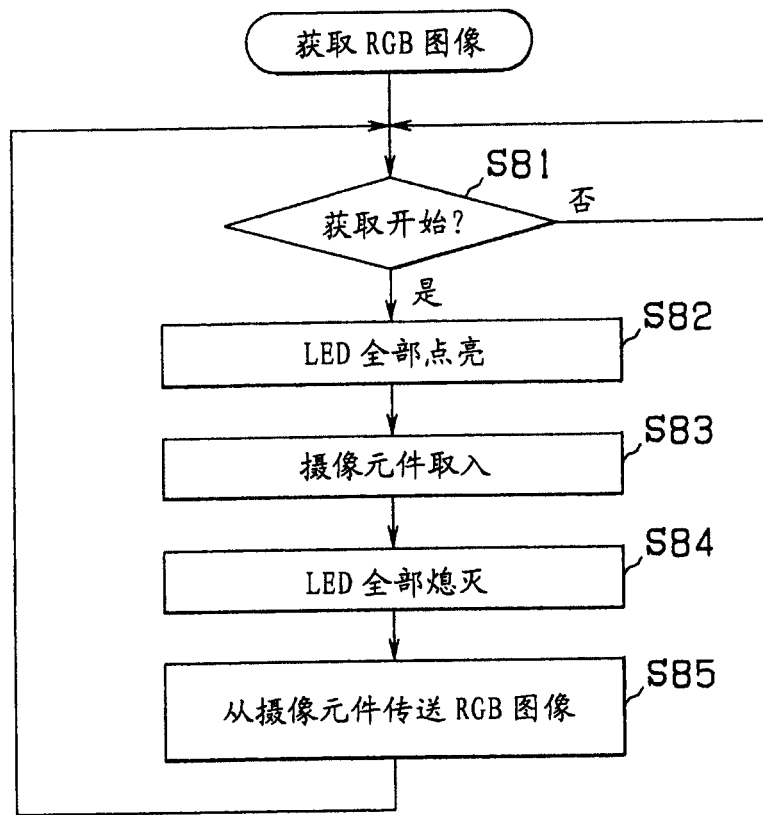 获取 RGB 图像
S81
获取开始?
否
是
S82
LED 全部点亮
S83
摄像元件取入
S84
LED 全部熄灭
S85
从摄像元件传送 RGB 图像